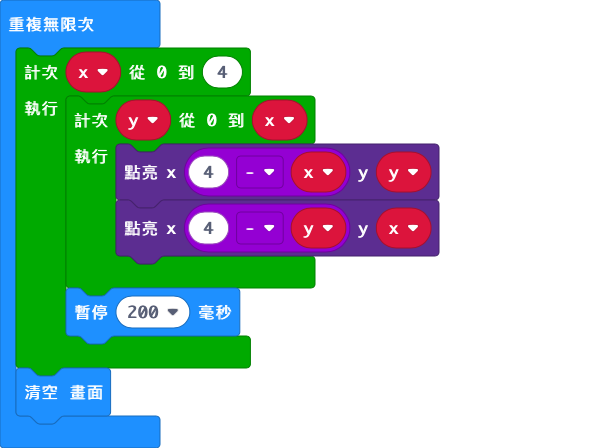 重複無限次
計次 x 從 0 到 4
執行
計次 y 從 0 到 x
執行
點亮 x 4 - x y y
點亮 x 4 - y y x
暫停 200 毫秒
清空 畫面